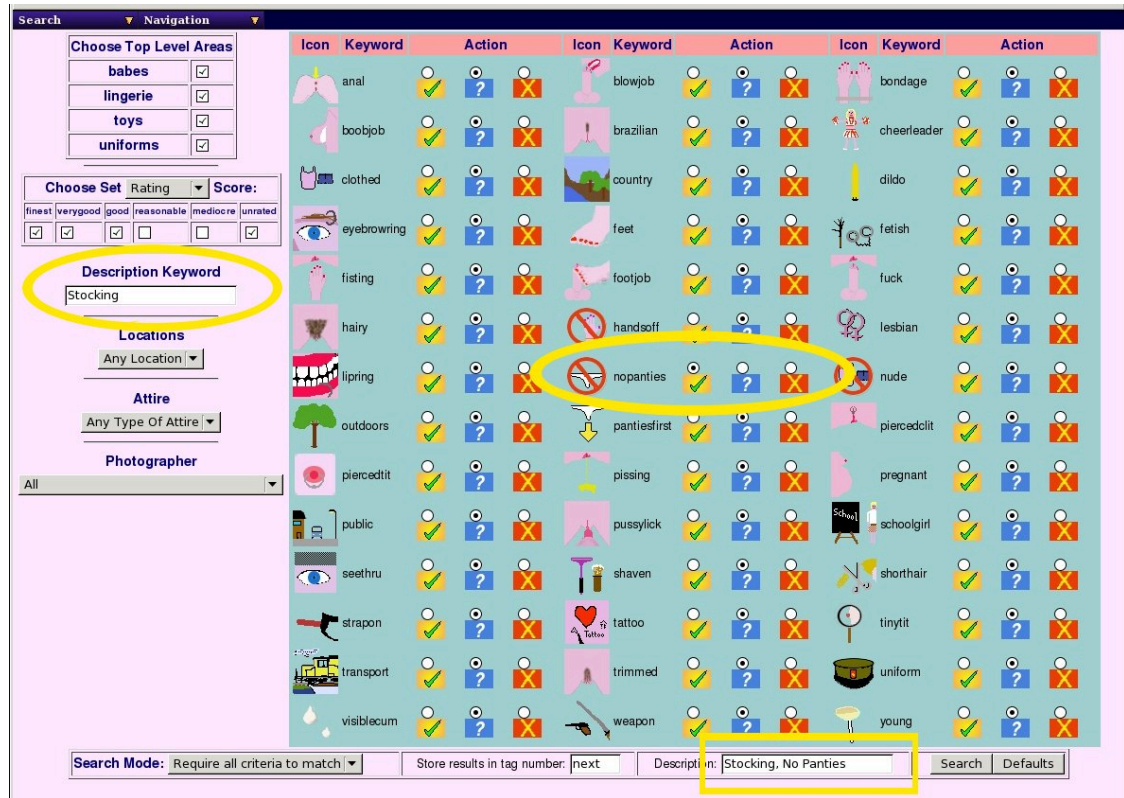 Search Navigation
Choose Top Level Areas
babes
lingerie
toys
uniforms
Choose Set Rating Score:
finest verygood good reasonable mediocre unrated
Description Keyword
Stocking
Locations
Any Location
Attire
Any Type Of Attire
Photographer
All
Icon Keyword Action Icon Keyword Action Icon Keyword Action
anal ? X blowjob ? X bondage ? X
boobjob ? X brazilian ? X cheerleader ? X
clothed ? X country ? X dildo ? X
eyebrowring ? X feet ? X fetish ? X
fisting ? X footjob ? X fuck ? X
hairy ? X handsoff ? X lesbian ? X
lipring ? X nopanties ? X nude ? X
outdoors ? X pantiesfirst ? X piercedclit ? X
piercedtit ? X pissing ? X pregnant ? X
public ? X pussylick ? X School schoolgirl ? X
seethru ? X shaven ? X shorthair ? X
strapon ? X Tattoo tattoo ? X tinytit ? X
transport ? X trimmed ? X uniform ? X
visiblecum ? X weapon ? X young ? X
Search Mode: Require all criteria to match Store results in tag number: next Description: Stocking, No Panties Search Defaults